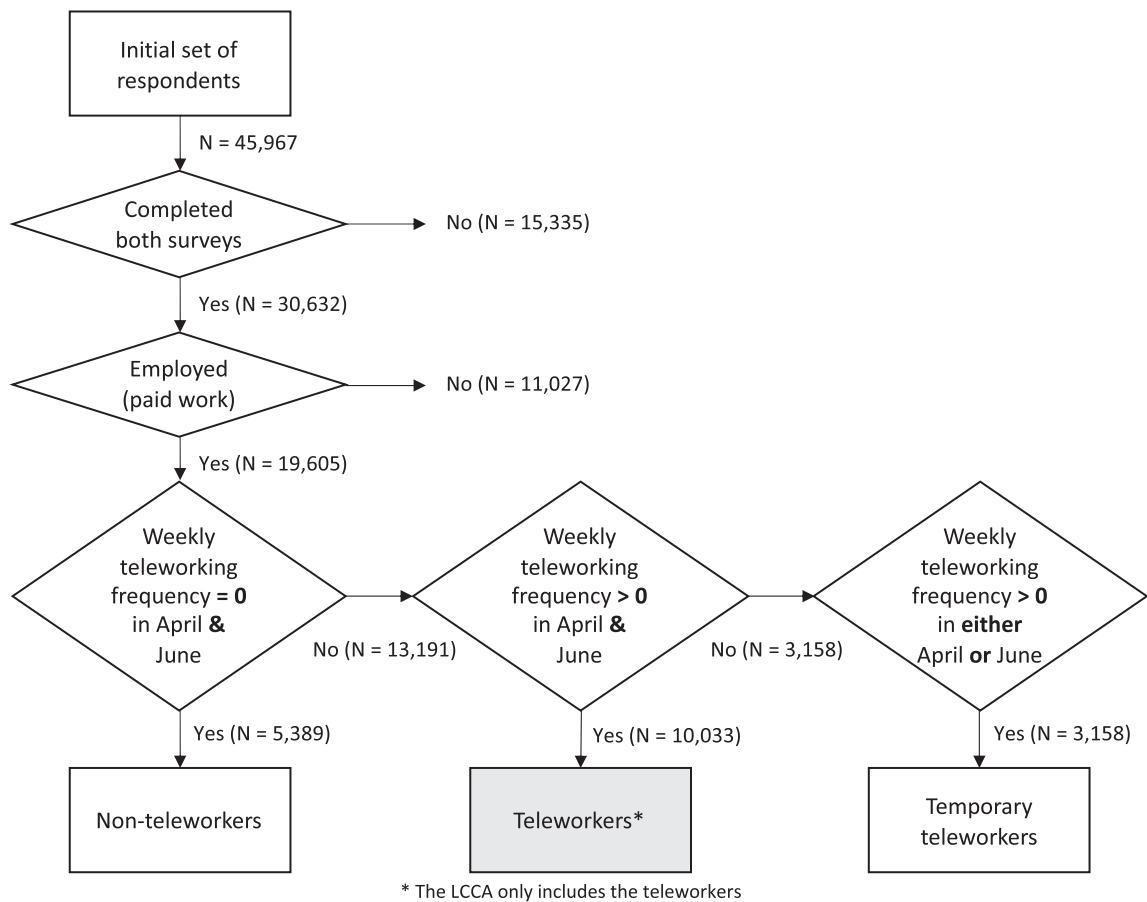 Initial set of
respondents
N = 45,967
Completed
both surveys
No (N = 15,335)
Yes (N = 30,632)
Employed
(paid work)
No (N = 11,027)
Yes (N = 19,605)
Weekly
teleworking
frequency = 0
in April &
June
No (N = 13,191)
Weekly
teleworking
frequency > 0
in April &
June
No (N = 3,158)
Weekly
teleworking
frequency > 0
in either
April or June
Yes (N = 5,389)
Yes (N = 10,033)
Yes (N = 3,158)
Non-teleworkers
Teleworkers*
Temporary
teleworkers
* The LCCA only includes the teleworkers